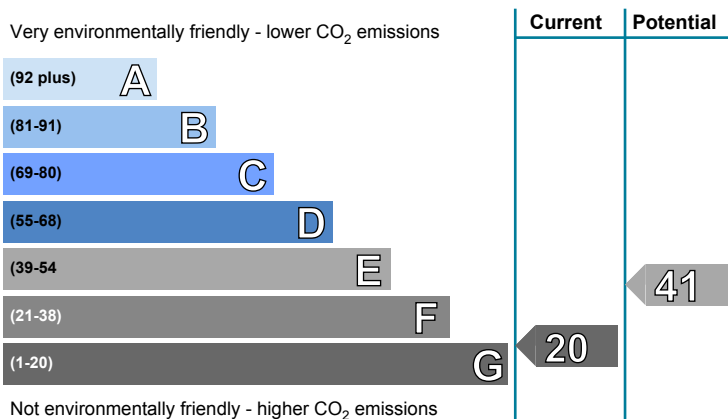 Current Potential
Very environmentally friendly - lower CO2 emissions
(92 plus) A
(81-91) B
(69-80) C
(55-68) D
(39-54 E
41
(21-38) F
20
(1-20) G
Not environmentally friendly - higher CO2 emissions